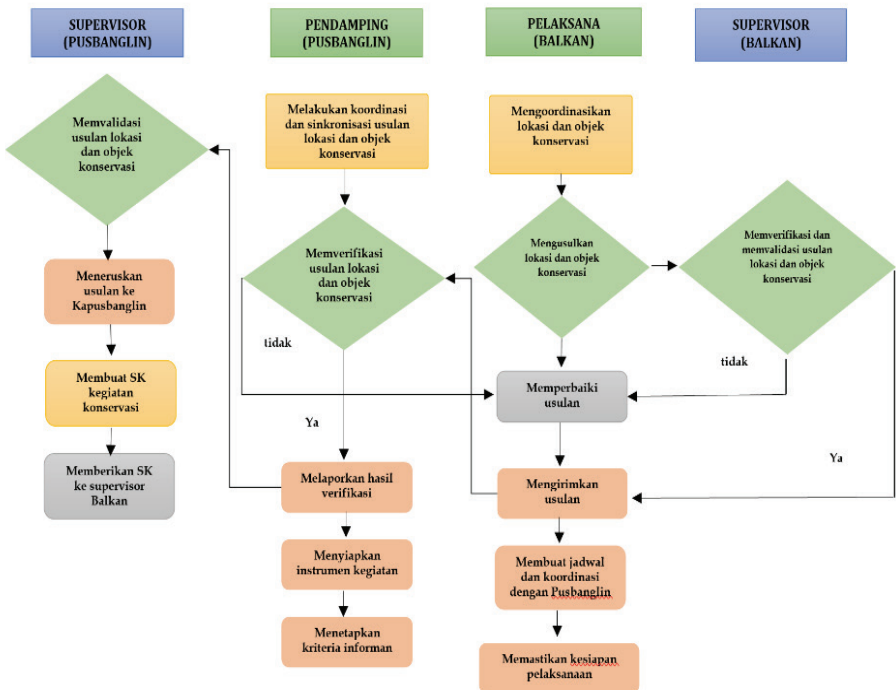 SUPERVISOR
(PUSBANGLIN)
PENDAMPING
(PUSBANGLIN)
PELAKSANA
(BALKAN)
SUPERVISOR
(BALKAN)
Memvalidasi
usulan lokasi
dan objek
konservasi
Meneruskan
usulan ke
Kapusbanglin
Membuat SK
kegiatan
konservasi
Memberikan SK
ke supervisor
Balkan
Melakukan koordinasi
dan sinkronisasi usulan
lokasi dan objek
konservasi
Memverifikasi
usulan lokasi
dan objek
konservasi
tidak
Ya
Melaporkan hasil
verifikasi
Menyiapkan
instrumen kegiatan
Menetapkan
kriteria informan
Mengoordinasikan
lokasi dan objek
konservasi
Mengusulkan
lokasi dan objek
konservasi
Memperbaiki
usulan
Mengirimkan
usulan
Membuat jadwal
dan koordinasi
dengan Pusbanglin
Memastikan kesiapan
pelaksanaan
Memverifikasi dan
memvalidasi usulan
lokasi dan objek
konservasi
tidak
Ya